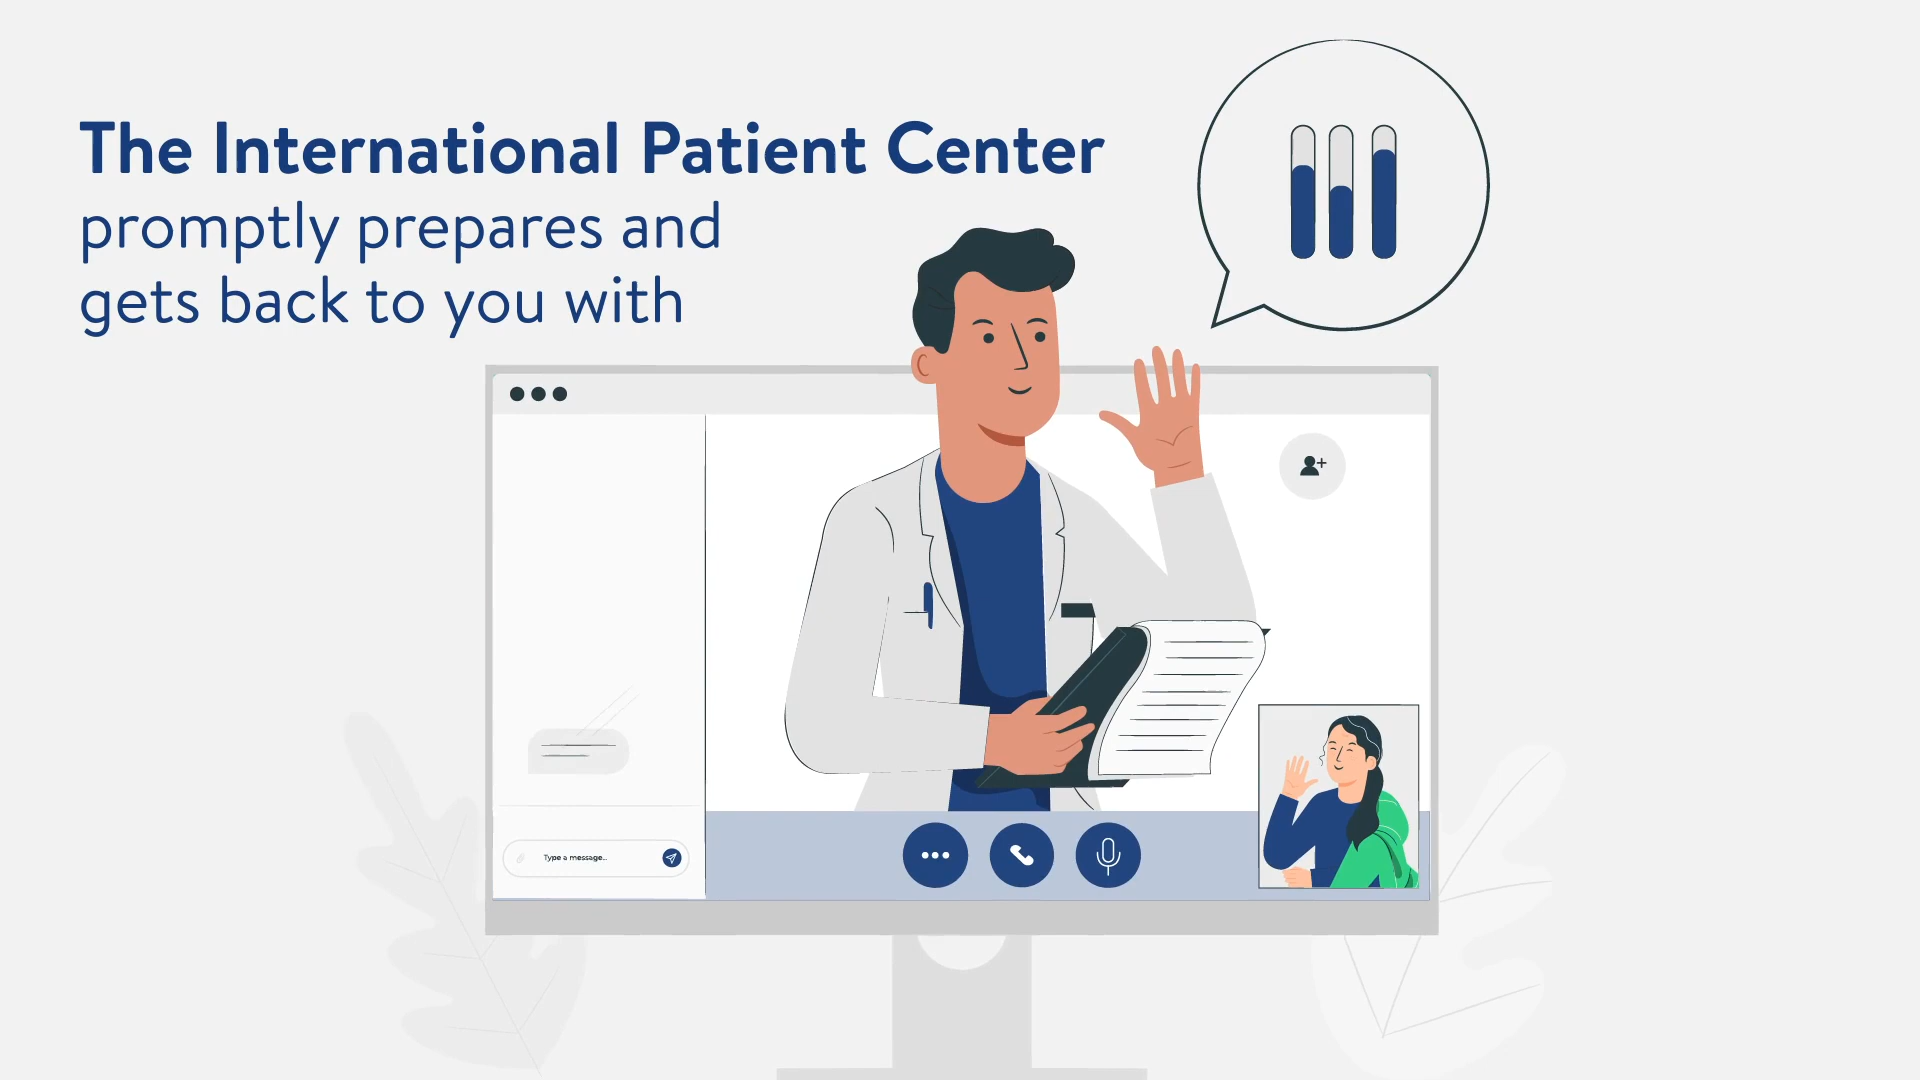 The International Patient Center
promptly prepares and
gets back to you with
Type a message...